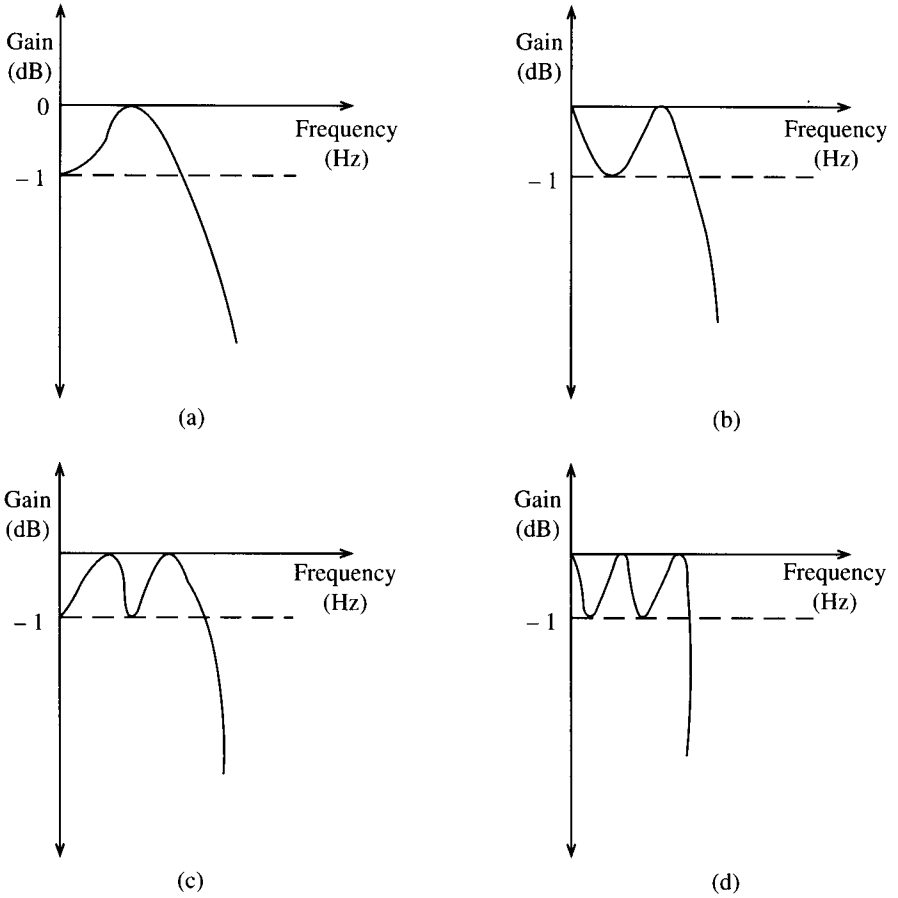 Gain
(dB)
0
Frequency
(Hz)
– 1
(a)
Gain
(dB)
Frequency
(Hz)
– 1
(b)
Gain
(dB)
Frequency
(Hz)
– 1
(c)
Gain
(dB)
Frequency
(Hz)
– 1
(d)